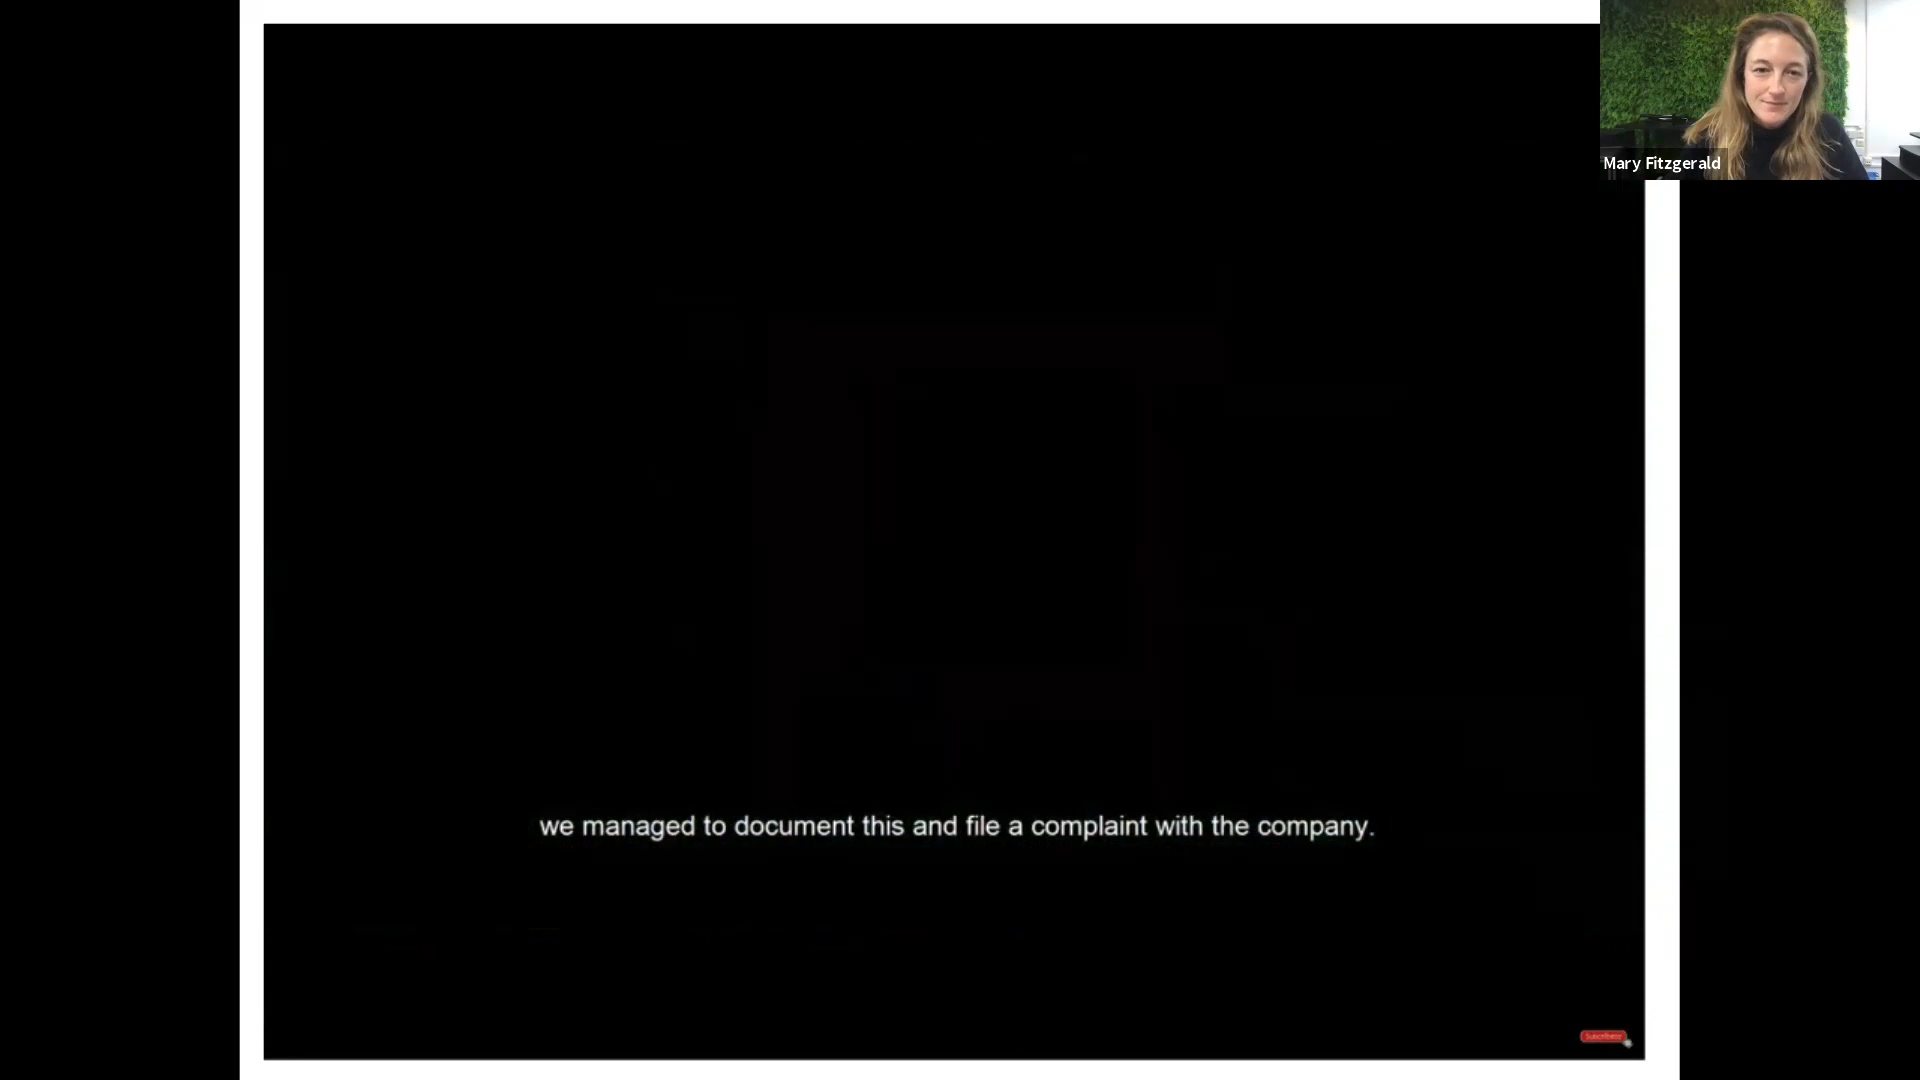 Mary Fitzgerald
we managed to document this and file a complaint with the company.